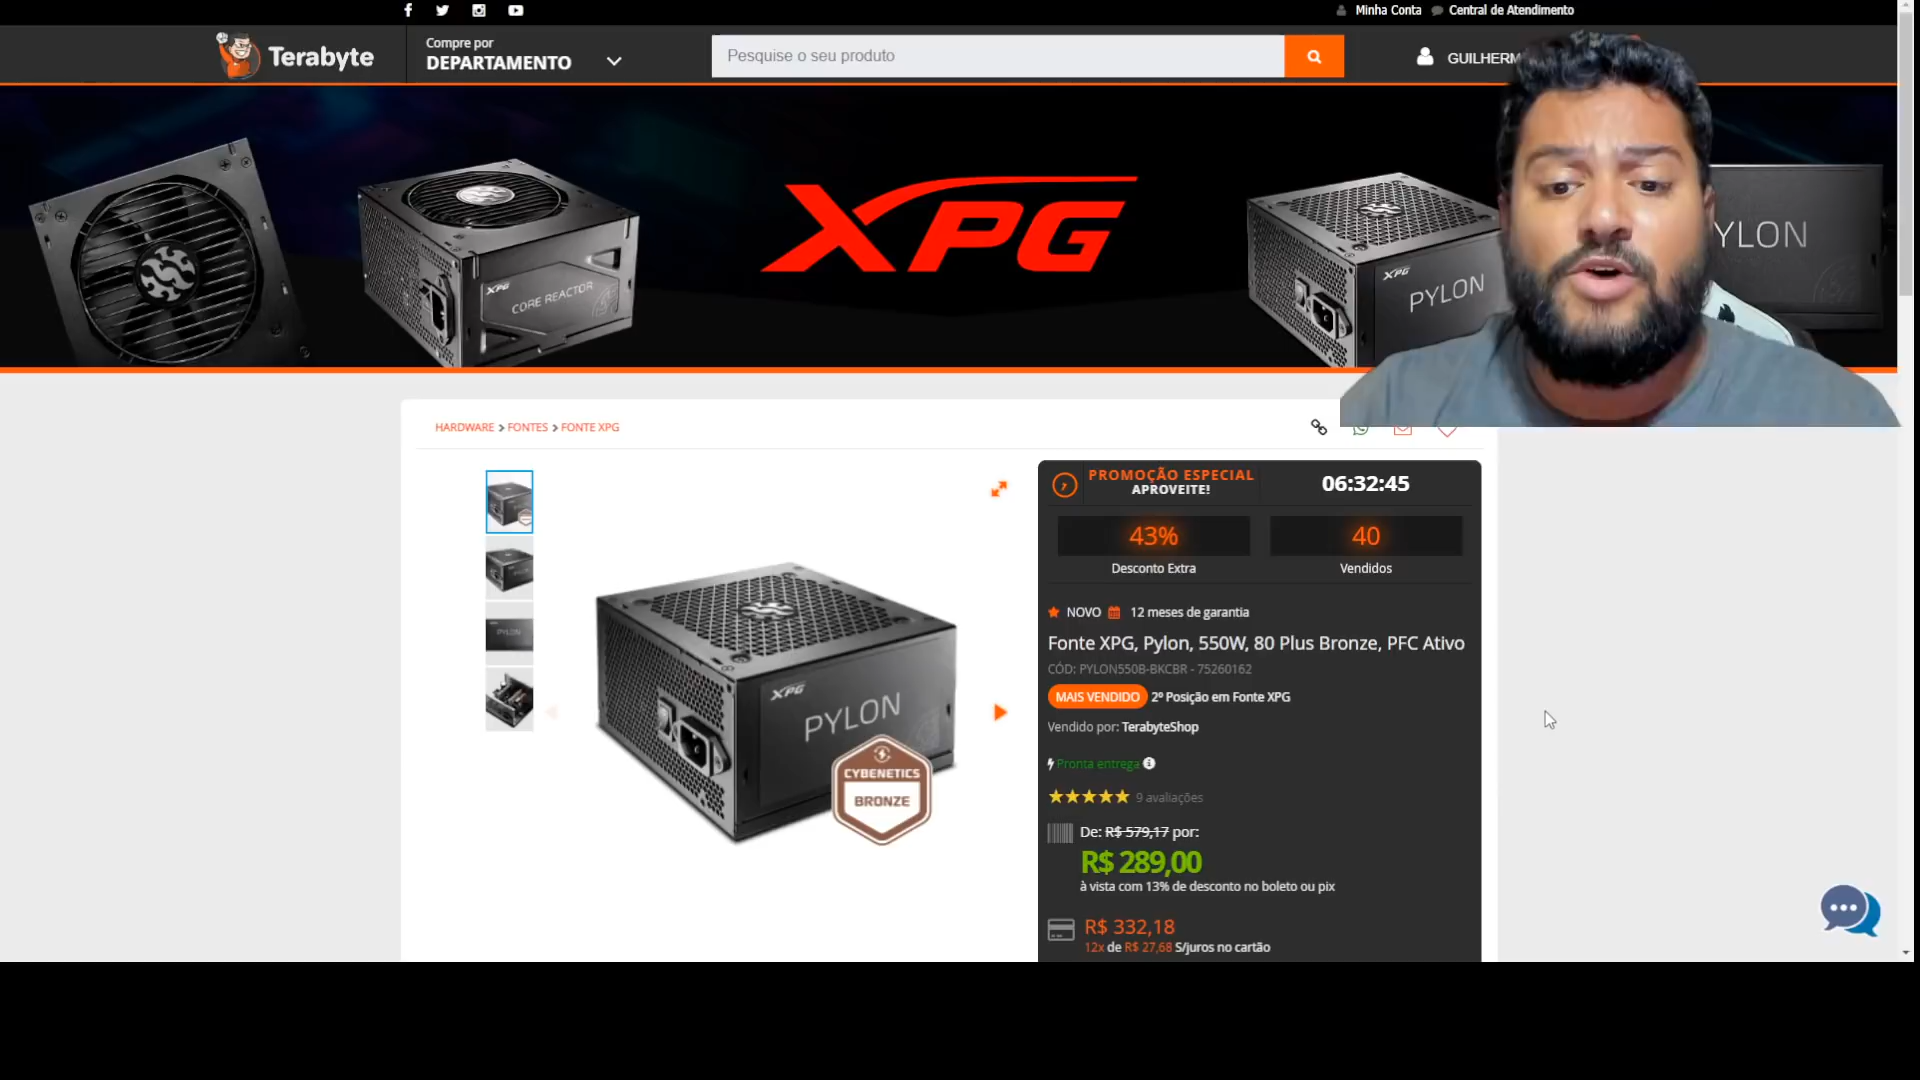 Minha Conta
Central de Atendimento
Terabyte
Compre por
DEPARTAMENTO
Pesquise o seu produto
GUILHERM
XPG
XPG
CORE REACTOR
XPG
PYLON
YLON
HARDWARE > FONTES > FONTE XPG
PROMOÇÃO ESPECIAL
APROVEITE!
06:32:45
43%
Desconto Extra
40
Vendidos
NOVO
12 meses de garantia
Fonte XPG, Pylon, 550W, 80 Plus Bronze, PFC Ativo
CÓD: PYLON550B-BKCBR - 75260162
MAIS VENDIDO 2º Posição em Fonte XPG
Vendido por: TerabyteShop
Pronta entrega
9 avaliações
De: R$ 579,17 por:
R$ 289,00
à vista com 13% de desconto no boleto ou pix
R$ 332,18
12x de R$ 27,68 S/juros no cartão
PYLON
XPG
PYLON
CYBENETICS
BRONZE